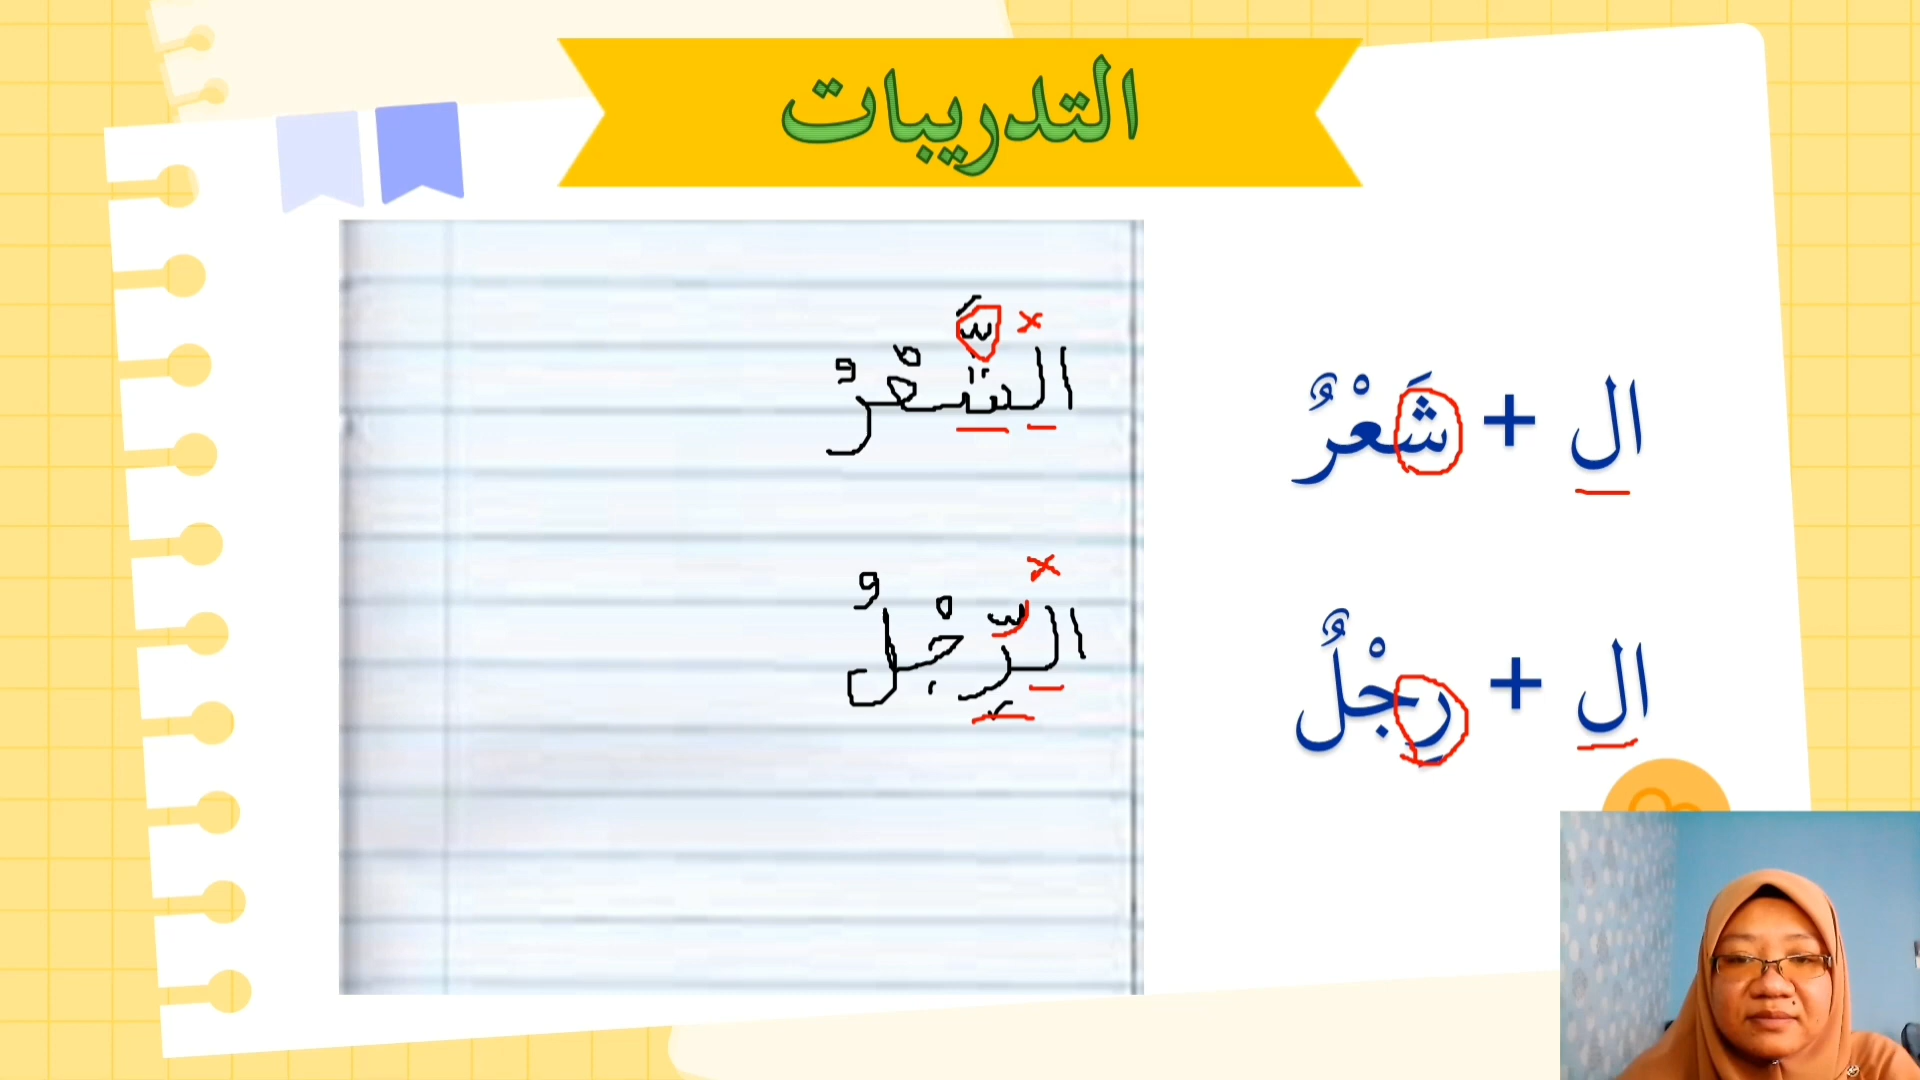 التدريبات
ال + شَعْرٌ
الشَّعْرُ
ال + رِجْلٌ
الرِّجْلُ